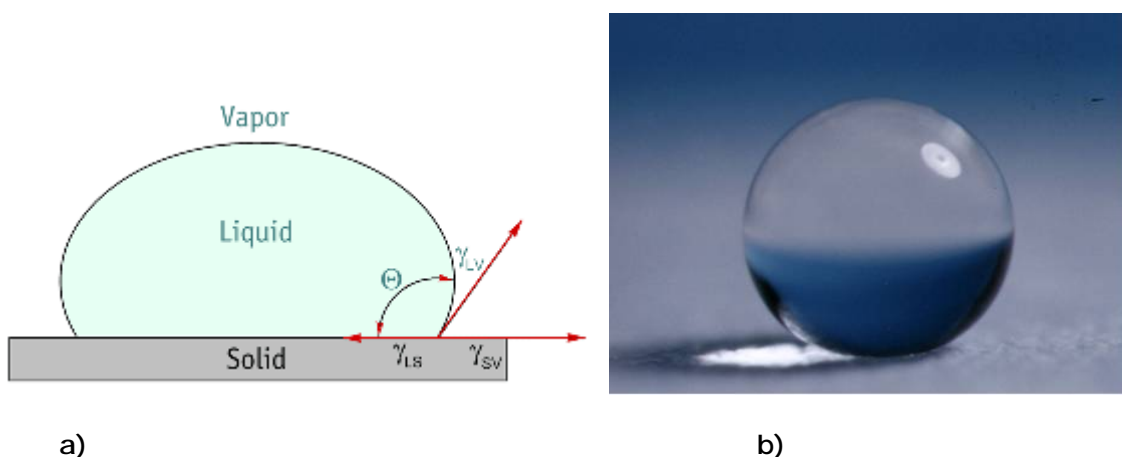 Vapor
Liquid
Θ
γLV
Solid
γLS
γSV
a)
b)